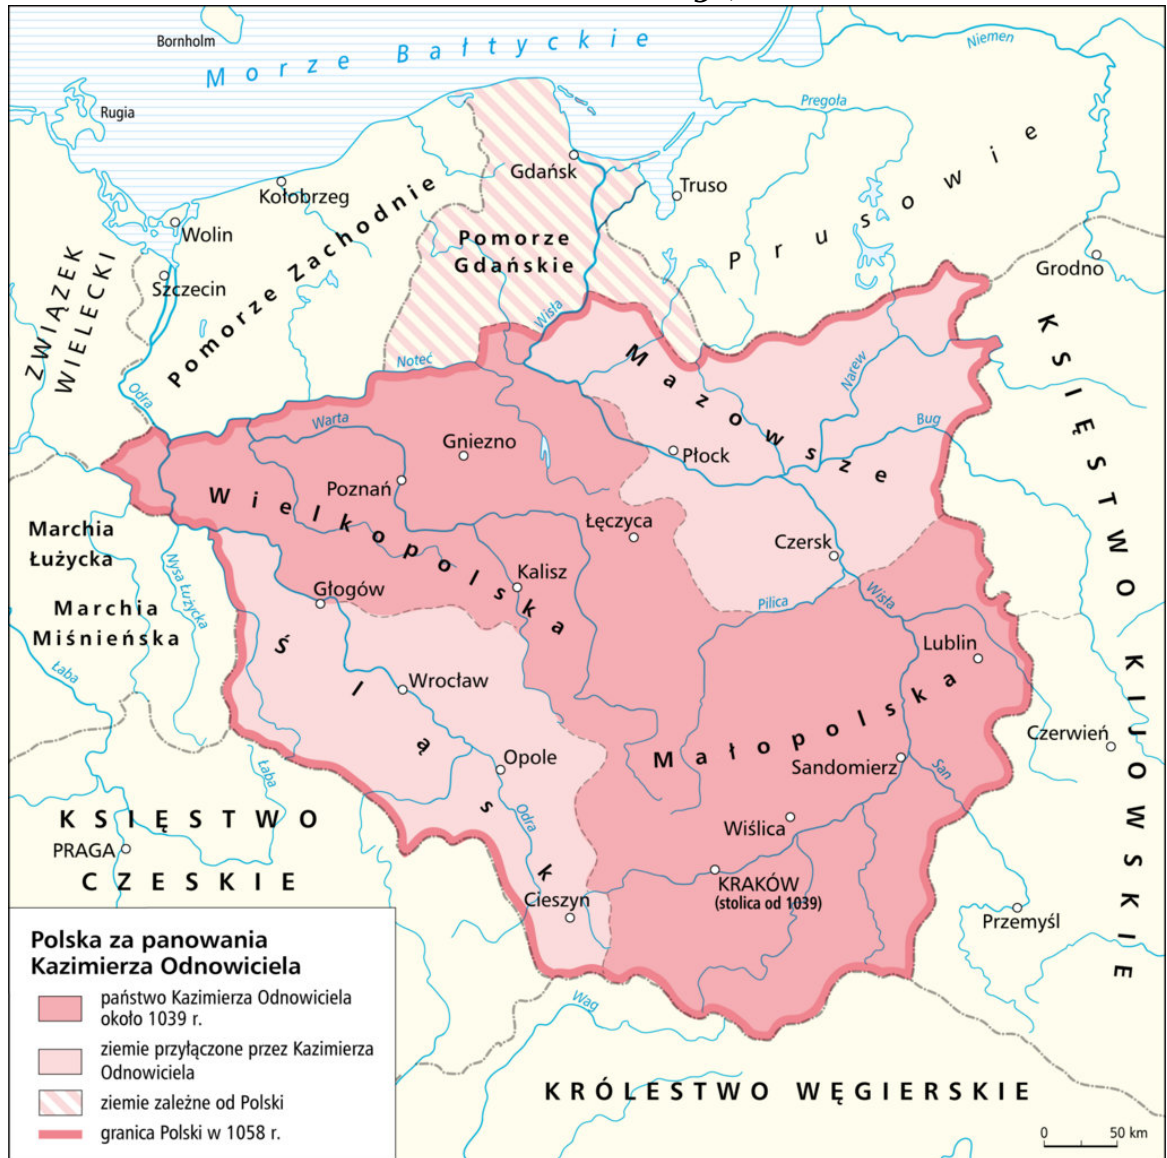 Bornholm
Morze Bałtyckie
Niemen
Rugia
Pregoła
Gdańsk
Truso
Kołobrzeg
Prusowie
Wolin
Pomorze Zachodnie
Pomorze
Gdańskie
Grodno
ZWIĄZEK
WIELECKI
Szczecin
Wisła
KSIĘSTWO KIJOWSKIE
Noteć
Mazowsze
Narew
Odra
Warta
Bug
Gniezno
Płock
Poznań
Wielkopolska
Łęczyca
Marchia
Łużycka
Czersk
Nysa Łużycka
Kalisz
Głogów
Pilica
Wisła
Marchia
Miśnieńska
Śląsk
Lublin
Łaba
Wrocław
Małopolska
Czerwień
Opole
Sandomierz
San
Łaba
Odra
Wiślica
KSIĘSTWO
PRAGA
CZESKIE
KRAKÓW
(stolica od 1039)
Cieszyn
Przemyśl
Polska za panowania
Kazimierza Odnowiciela
państwo Kazimierza Odnowiciela
około 1039 r.
ziemie przyłączone przez Kazimierza
Odnowiciela
ziemie zależne od Polski
granica Polski w 1058 r.
Wag
KRÓLESTWO WĘGIERSKIE
0 50 km